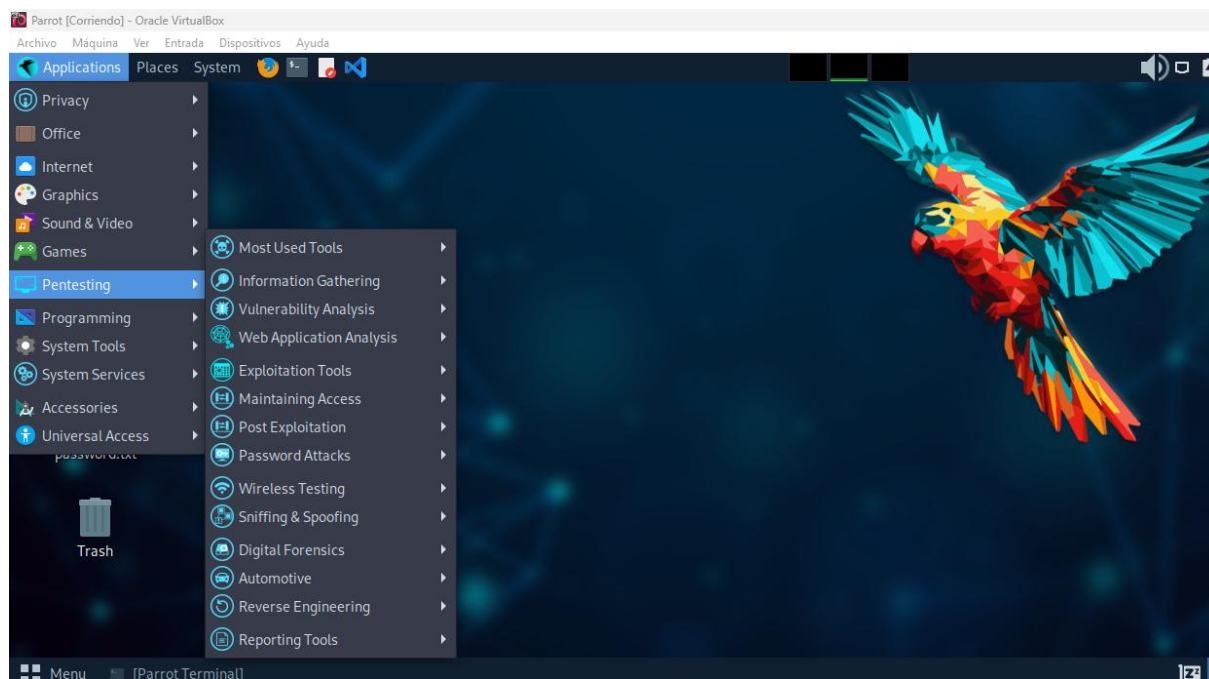 Parrot [Corriendo] - Oracle VirtualBox
Archivo Máquina Ver Entrada Dispositivos Ayuda
Applications Places System
Privacy
Office
Internet
Graphics
Sound & Video
Games
Pentesting
Programming
System Tools
System Services
Accessories
Universal Access
Most Used Tools
Information Gathering
Vulnerability Analysis
Web Application Analysis
Exploitation Tools
Maintaining Access
Post Exploitation
Password Attacks
Wireless Testing
Sniffing & Spoofing
Digital Forensics
Automotive
Reverse Engineering
Reporting Tools
password.txt
Trash
Menu [Parrot Terminal]